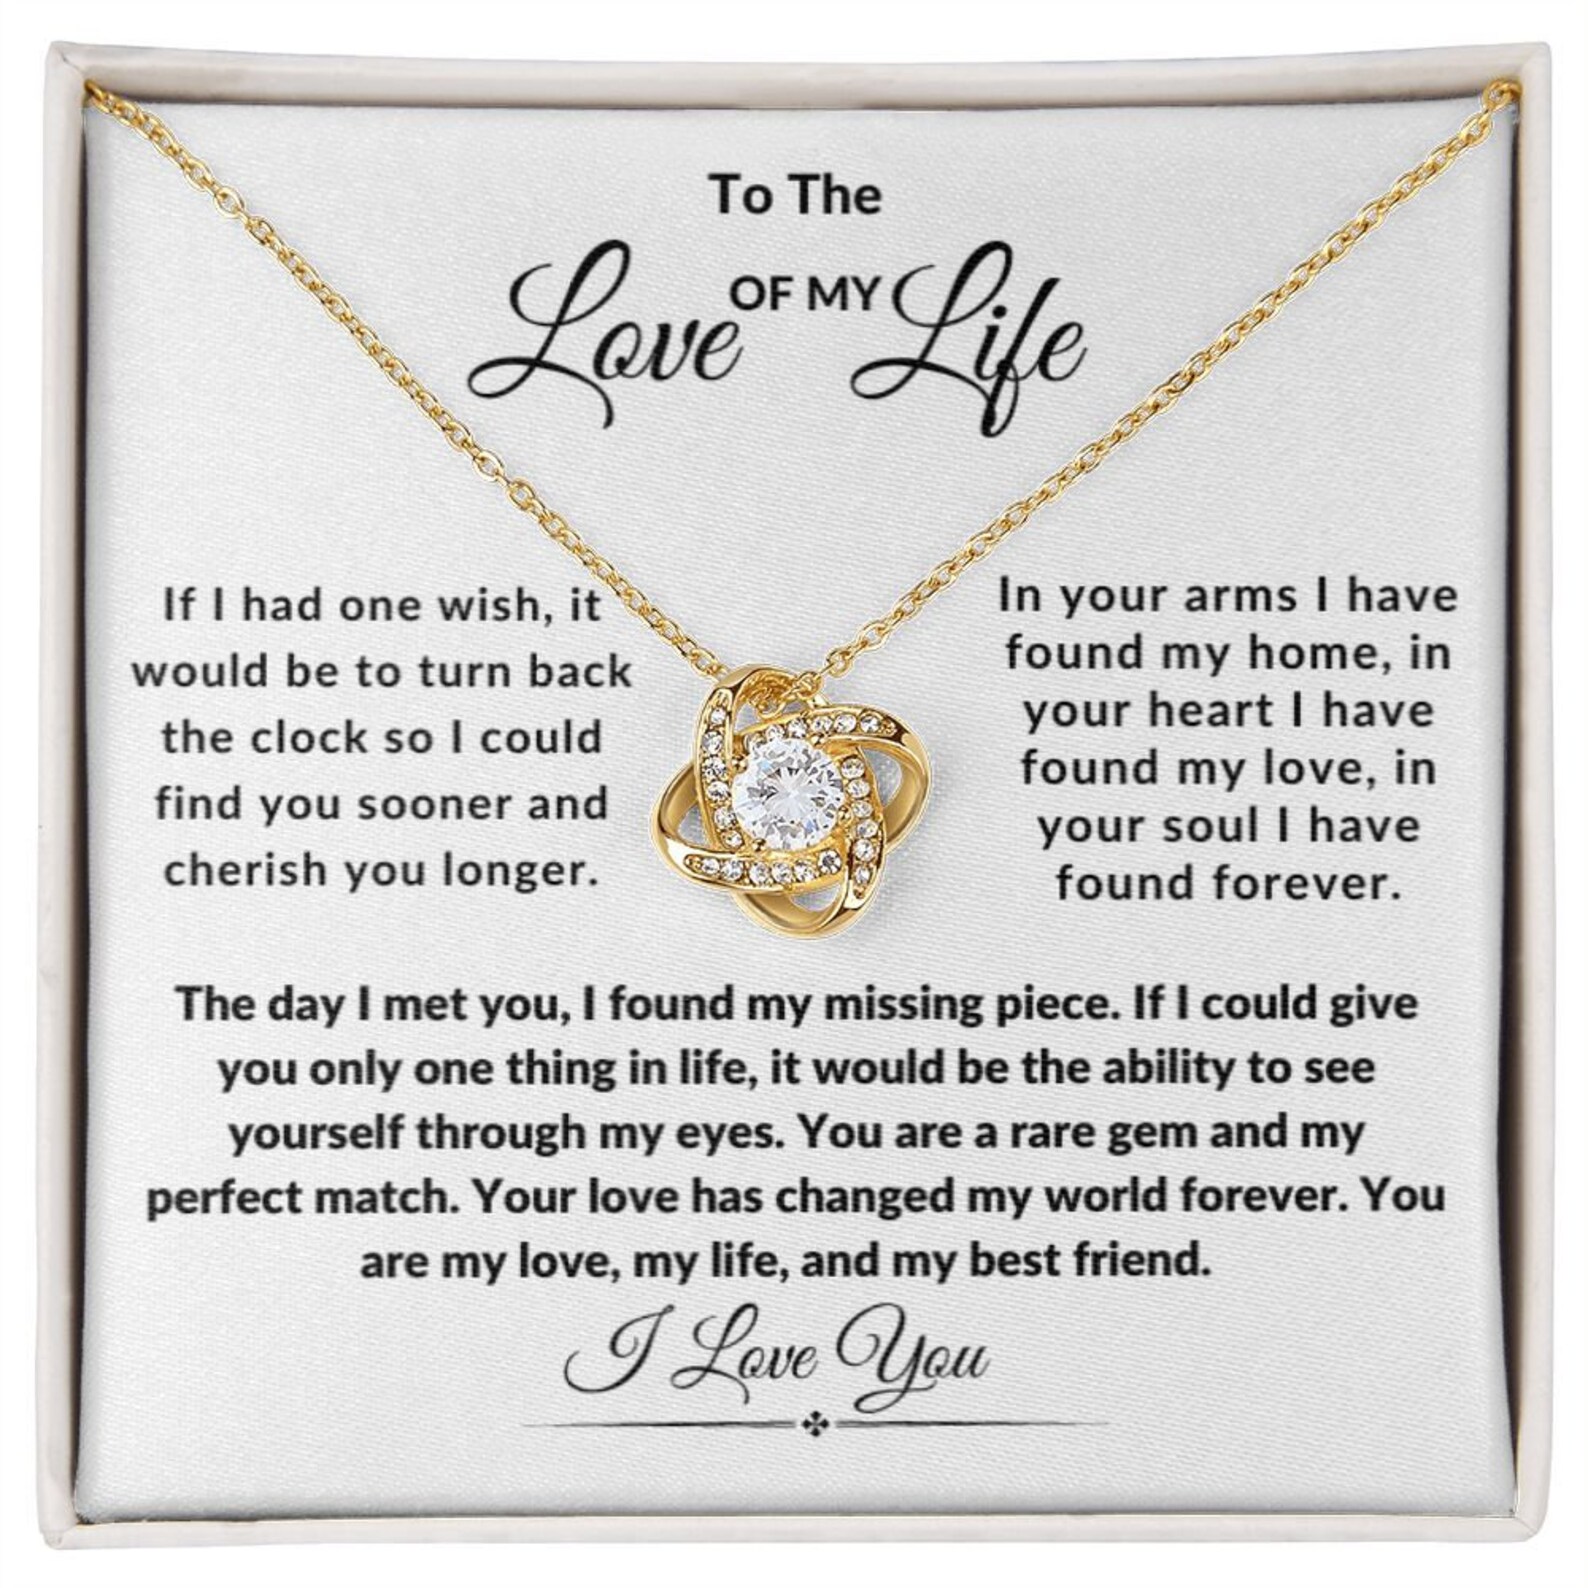 To The
Love OF MY Life
If I had one wish, it
would be to turn back
the clock so I could
find you sooner and
cherish you longer.
In your arms I have
found my home, in
your heart I have
found my love, in
your soul I have
found forever.
The day I met you, I found my missing piece. If I could give
you only one thing in life, it would be the ability to see
yourself through my eyes. You are a rare gem and my
perfect match. Your love has changed my world forever. You
are my love, my life, and my best friend.
I Love You